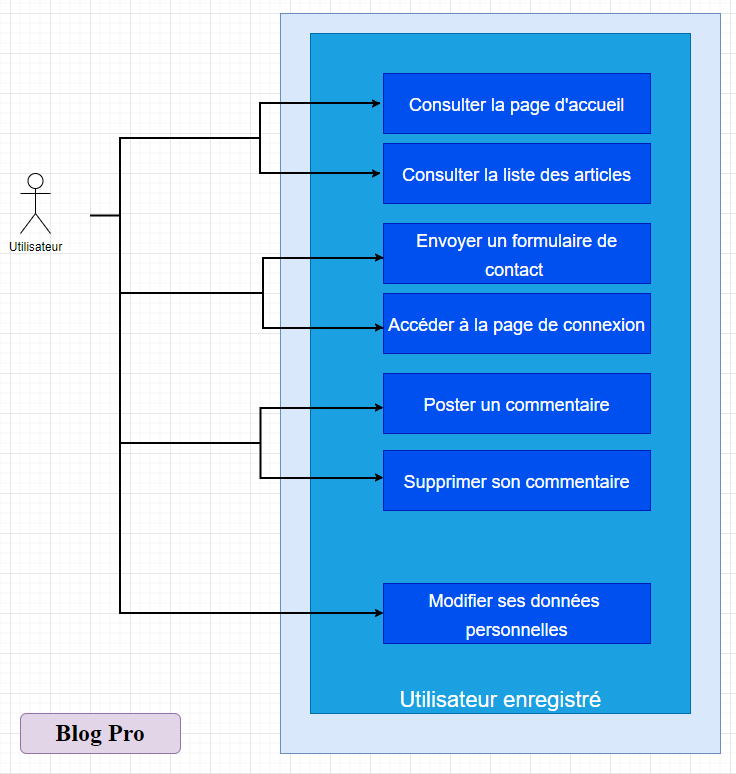 Consulter la page d'accueil
Consulter la liste des articles
Utilisateur
Envoyer un formulaire de
contact
Accéder à la page de connexion
Poster un commentaire
Supprimer son commentaire
Modifier ses données
personnelles
Utilisateur enregistré
Blog Pro